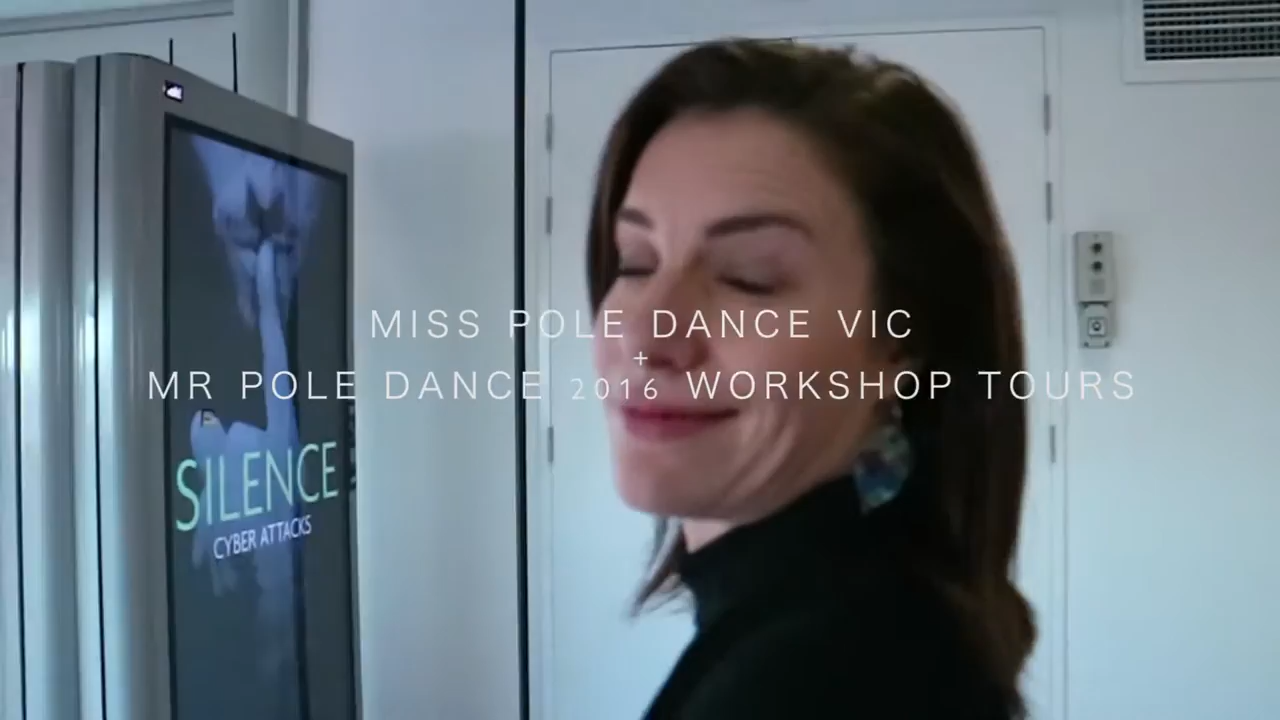 MISS POLE DANCE VIC
+
MR POLE DANCE 2016 WORKSHOP TOURS
SILENCE
CYBER ATTACKS